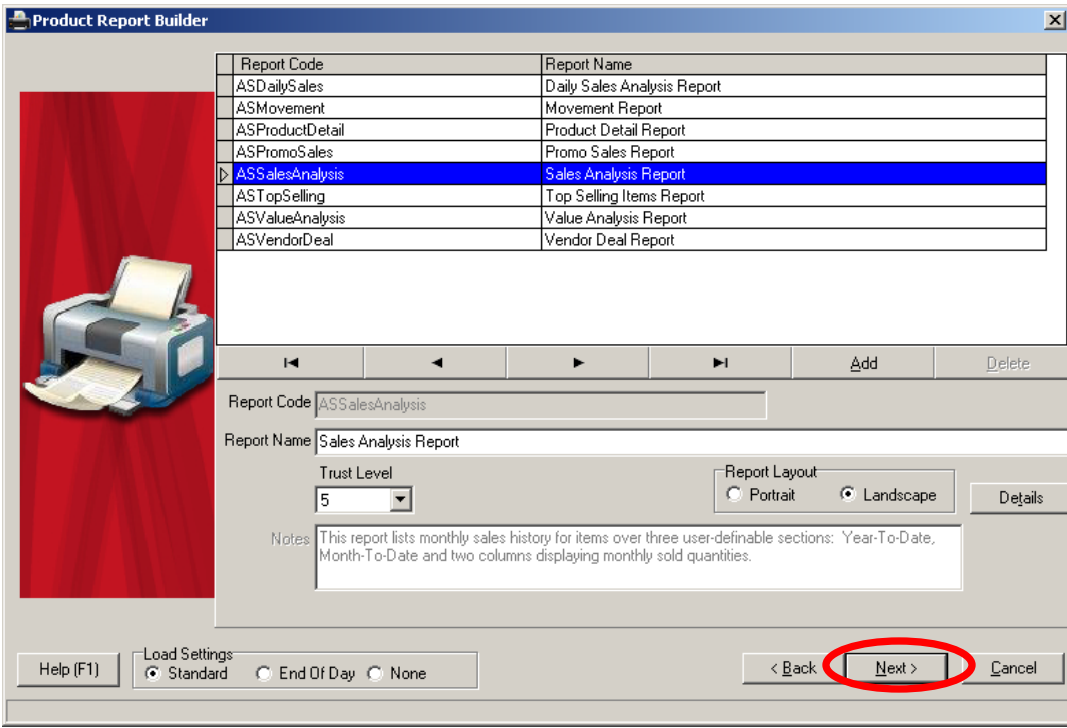 Product Report Builder
Report Code Report Name
ASDailySales Daily Sales Analysis Report
ASMovement Movement Report
ASProductDetail Product Detail Report
ASPromoSales Promo Sales Report
ASSalesAnalysis Sales Analysis Report
ASTopSelling Top Selling Items Report
ASValueAnalysis Value Analysis Report
ASVendorDeal Vendor Deal Report
Add Delete
Report Code ASSalesAnalysis
Report Name Sales Analysis Report
Trust Level Report Layout
5 Portrait Landscape Details
Notes This report lists monthly sales history for items over three user-definable sections: Year-To-Date,
Month-To-Date and two columns displaying monthly sold quantities.
Load Settings
Help (F1) Standard End Of Day None < Back Next > Cancel